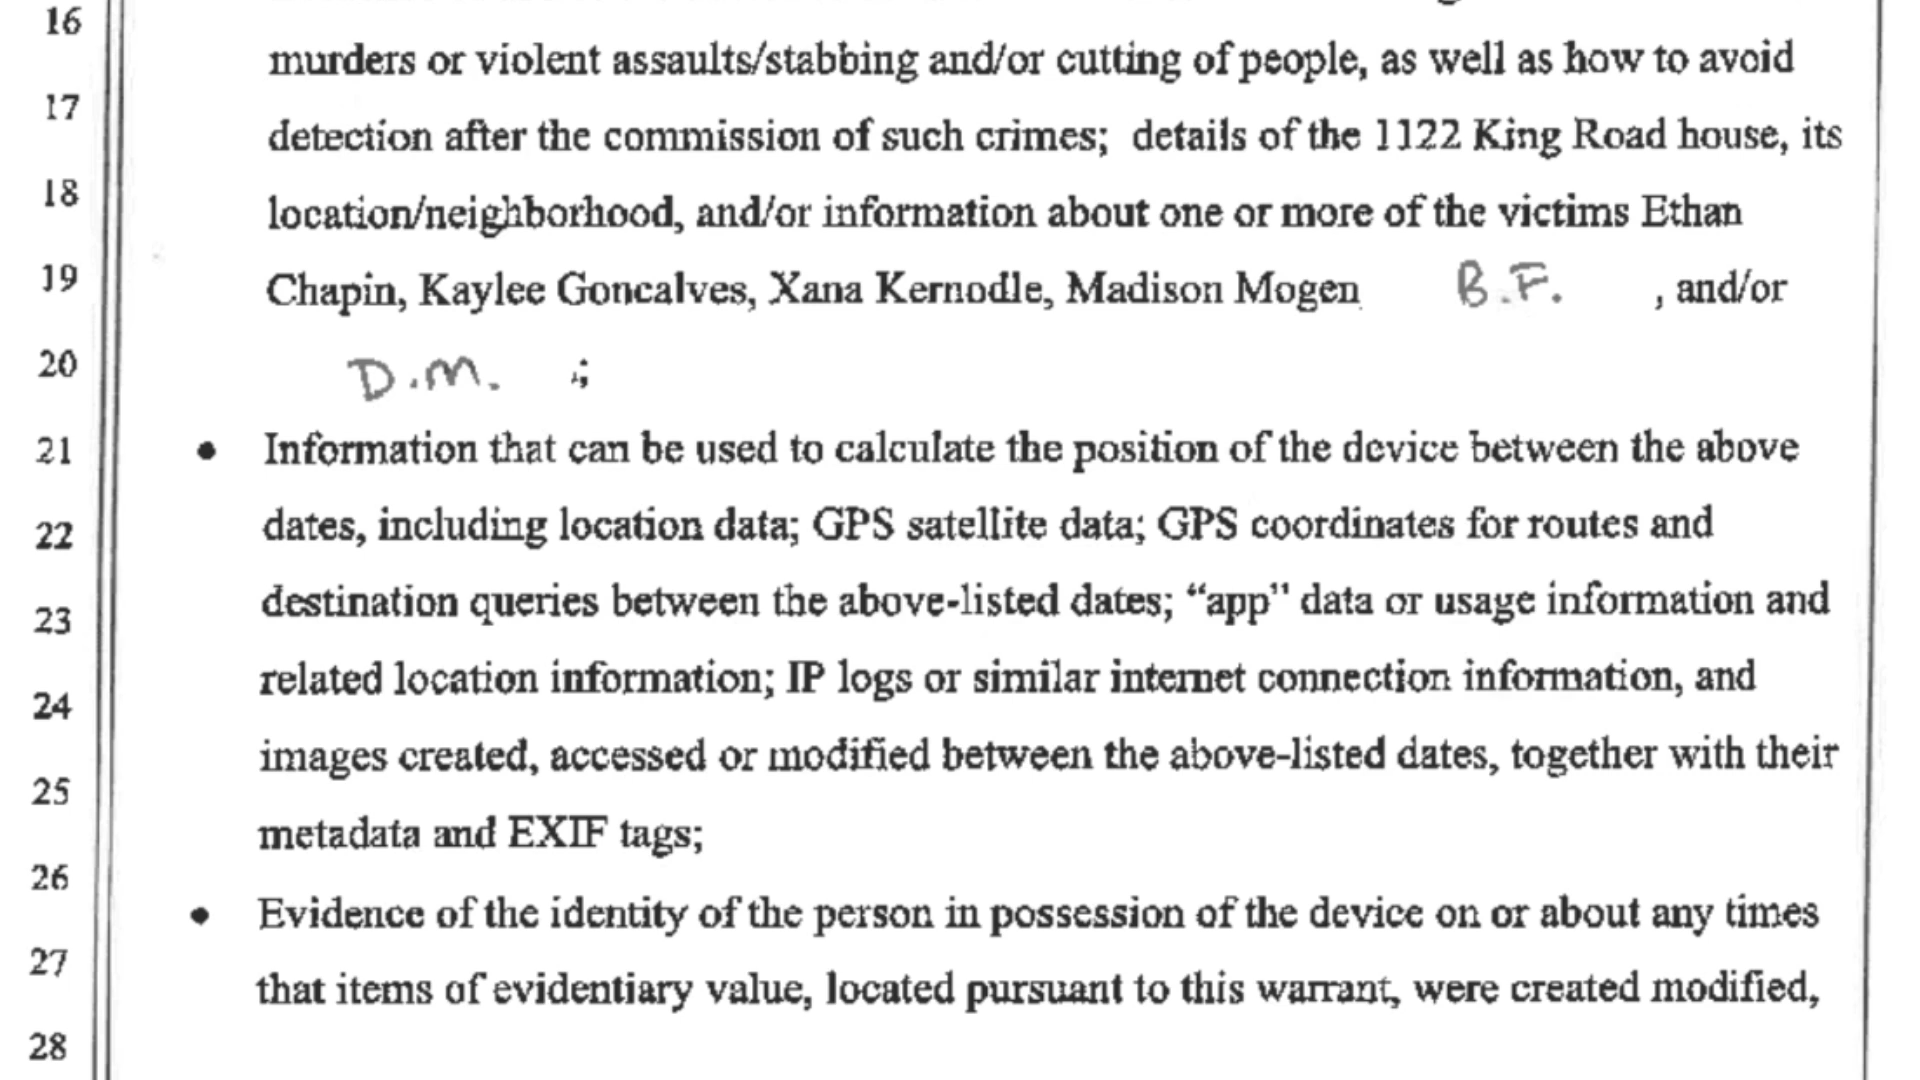 16
murders or violent assaults/stabbing and/or cutting of people, as well as how to avoid
17
detection after the commission of such crimes; details of the 1122 King Road house, its
18
location/neighborhood, and/or information about one or more of the victims Ethan
19
Chapin, Kaylee Goncalves, Xana Kernodle, Madison Mogen B.F. , and/or
20
D.M. ;
21
• Information that can be used to calculate the position of the device between the above
22
dates, including location data; GPS satellite data; GPS coordinates for routes and
23
destination queries between the above-listed dates; “app” data or usage information and
24
related location information; IP logs or similar internet connection information, and
25
images created, accessed or modified between the above-listed dates, together with their
metadata and EXIF tags;
26
• Evidence of the identity of the person in possession of the device on or about any times
27
that items of evidentiary value, located pursuant to this warrant, were created modified,
28